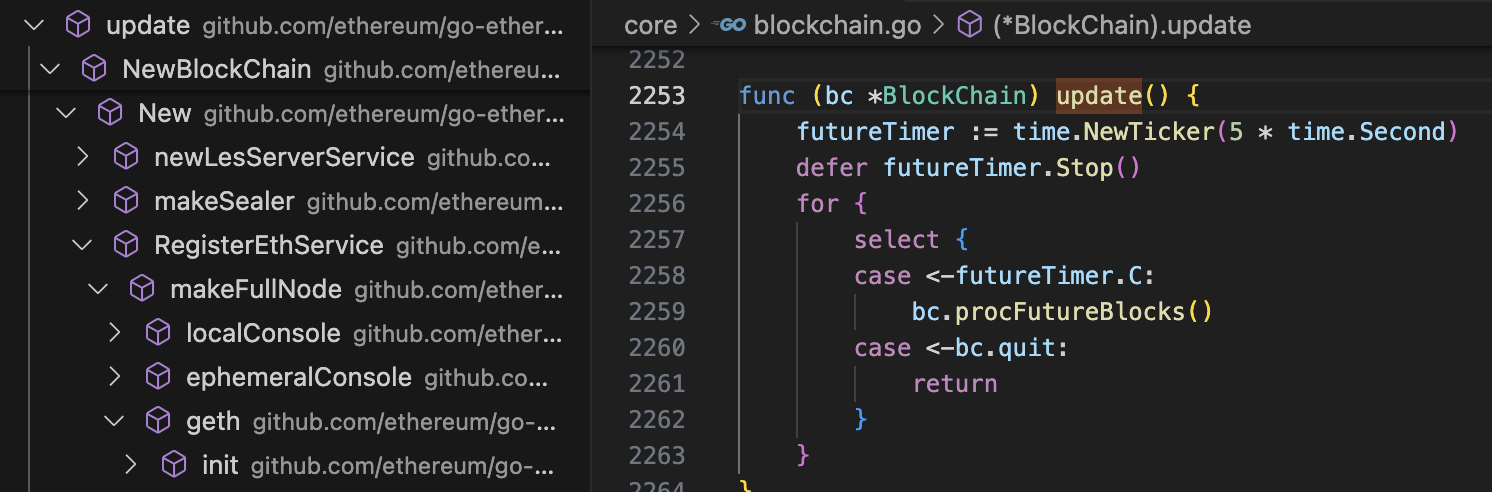 update github.com/ethereum/go-ether...
NewBlockChain github.com/ethereu...
New github.com/ethereum/go-ether...
newLesServerService github.co...
makeSealer github.com/ethereum...
RegisterEthService github.com/e...
makeFullNode github.com/ether...
localConsole github.com/ether...
ephemeralConsole github.co...
geth github.com/ethereum/go-...
init github.com/ethereum/go-...
core > GO blockchain.go > (*BlockChain).update
2252
2253 func (bc *BlockChain) update() {
2254 futureTimer := time.NewTicker(5 * time.Second)
2255 defer futureTimer.Stop()
2256 for {
2257 select {
2258 case <-futureTimer.C:
2259 bc.procFutureBlocks()
2260 case <-bc.quit:
2261 return
2262 }
2263 }
2264 }